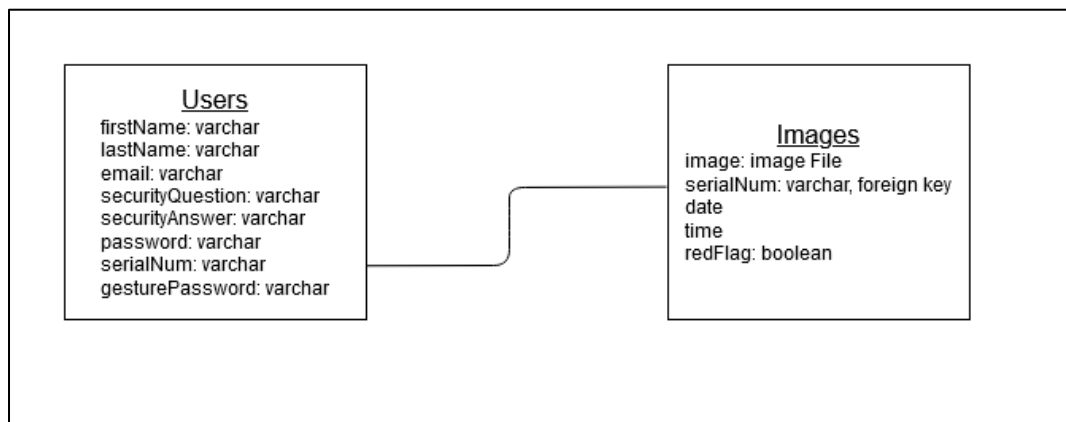 Users
firstName: varchar
lastName: varchar
email: varchar
securityQuestion: varchar
securityAnswer: varchar
password: varchar
serialNum: varchar
gesturePassword: varchar
Images
image: image File
serialNum: varchar, foreign key
date
time
redFlag: boolean